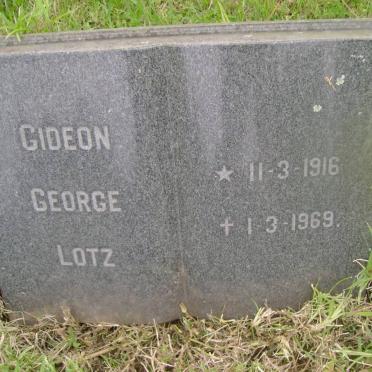 GIDEON
GEORGE
LOTZ
★ 11-3-1916
✝ 1-3-1969.